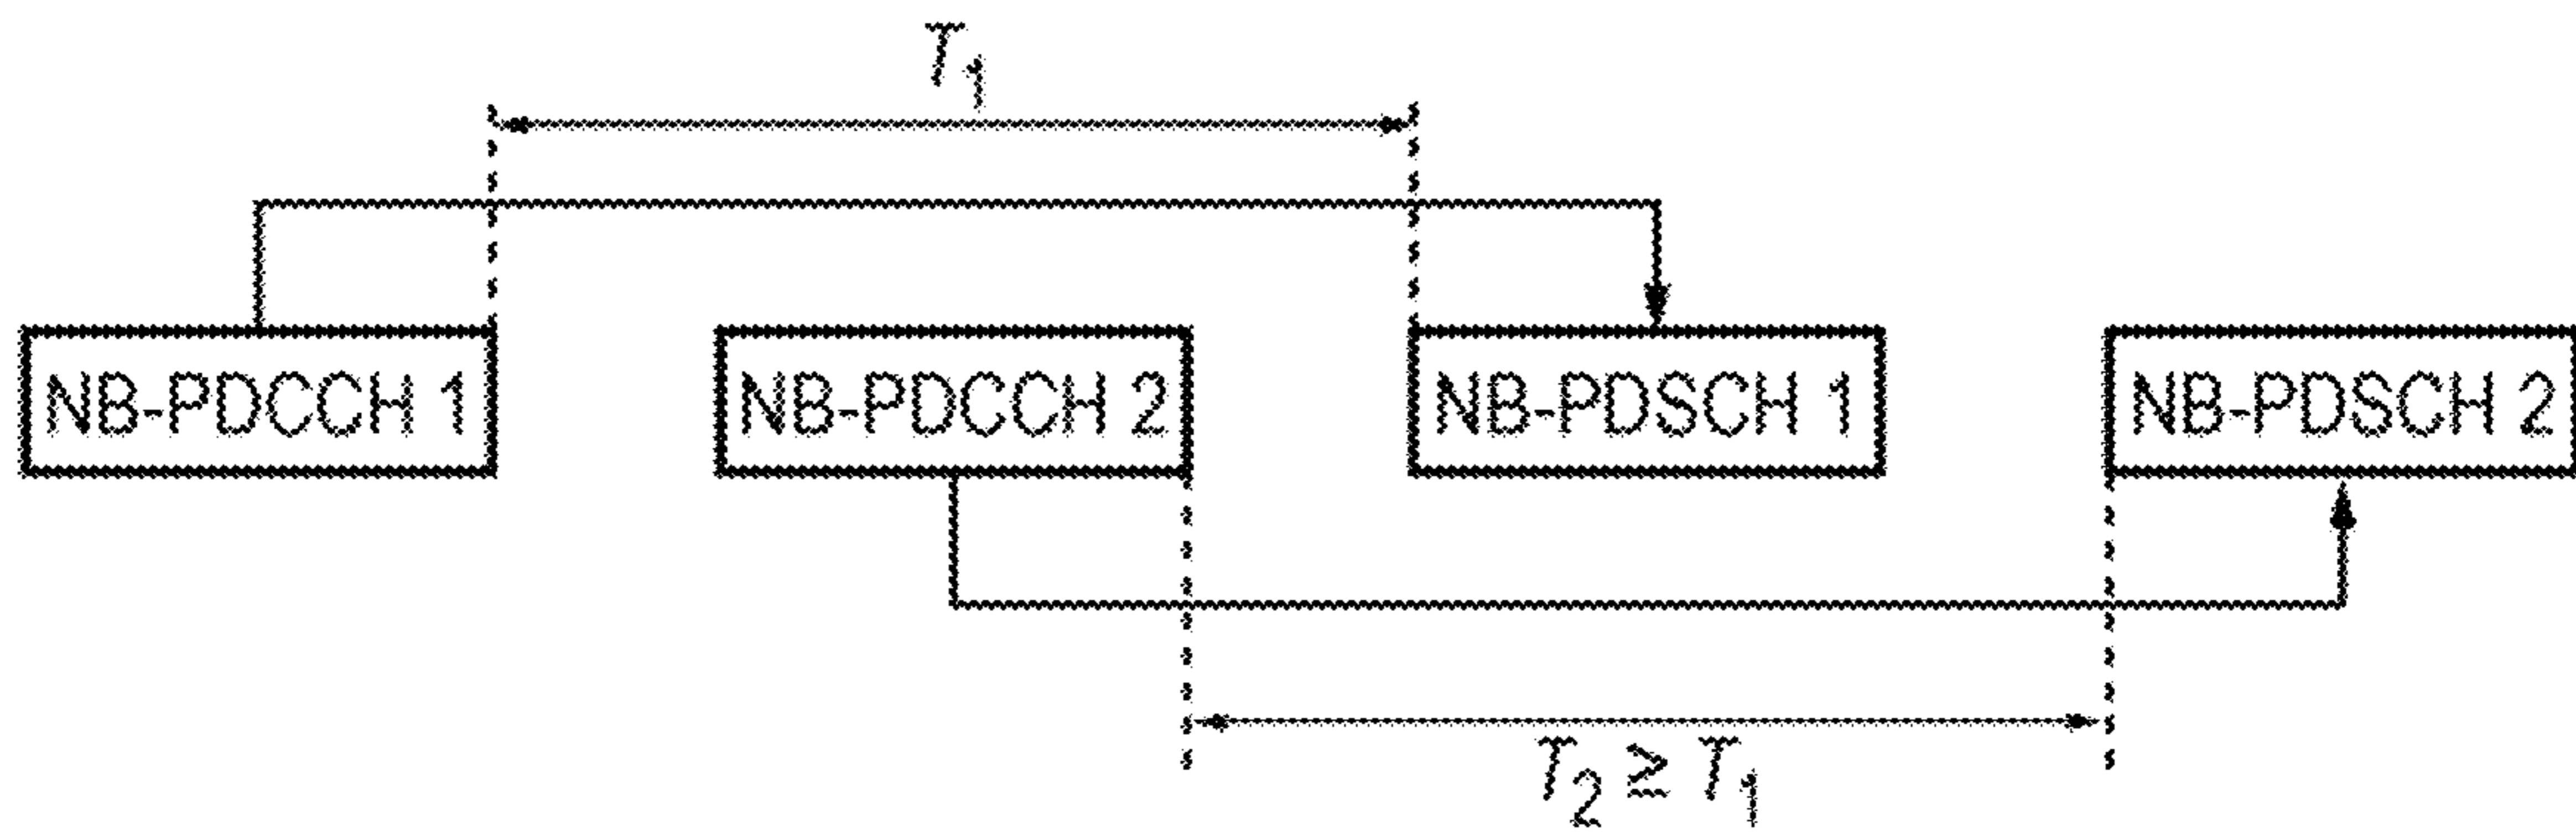 T1
NB-PDCCH 1 NB-PDCCH 2 NB-PDSCH 1 NB-PDSCH 2
T2 ≥ T1